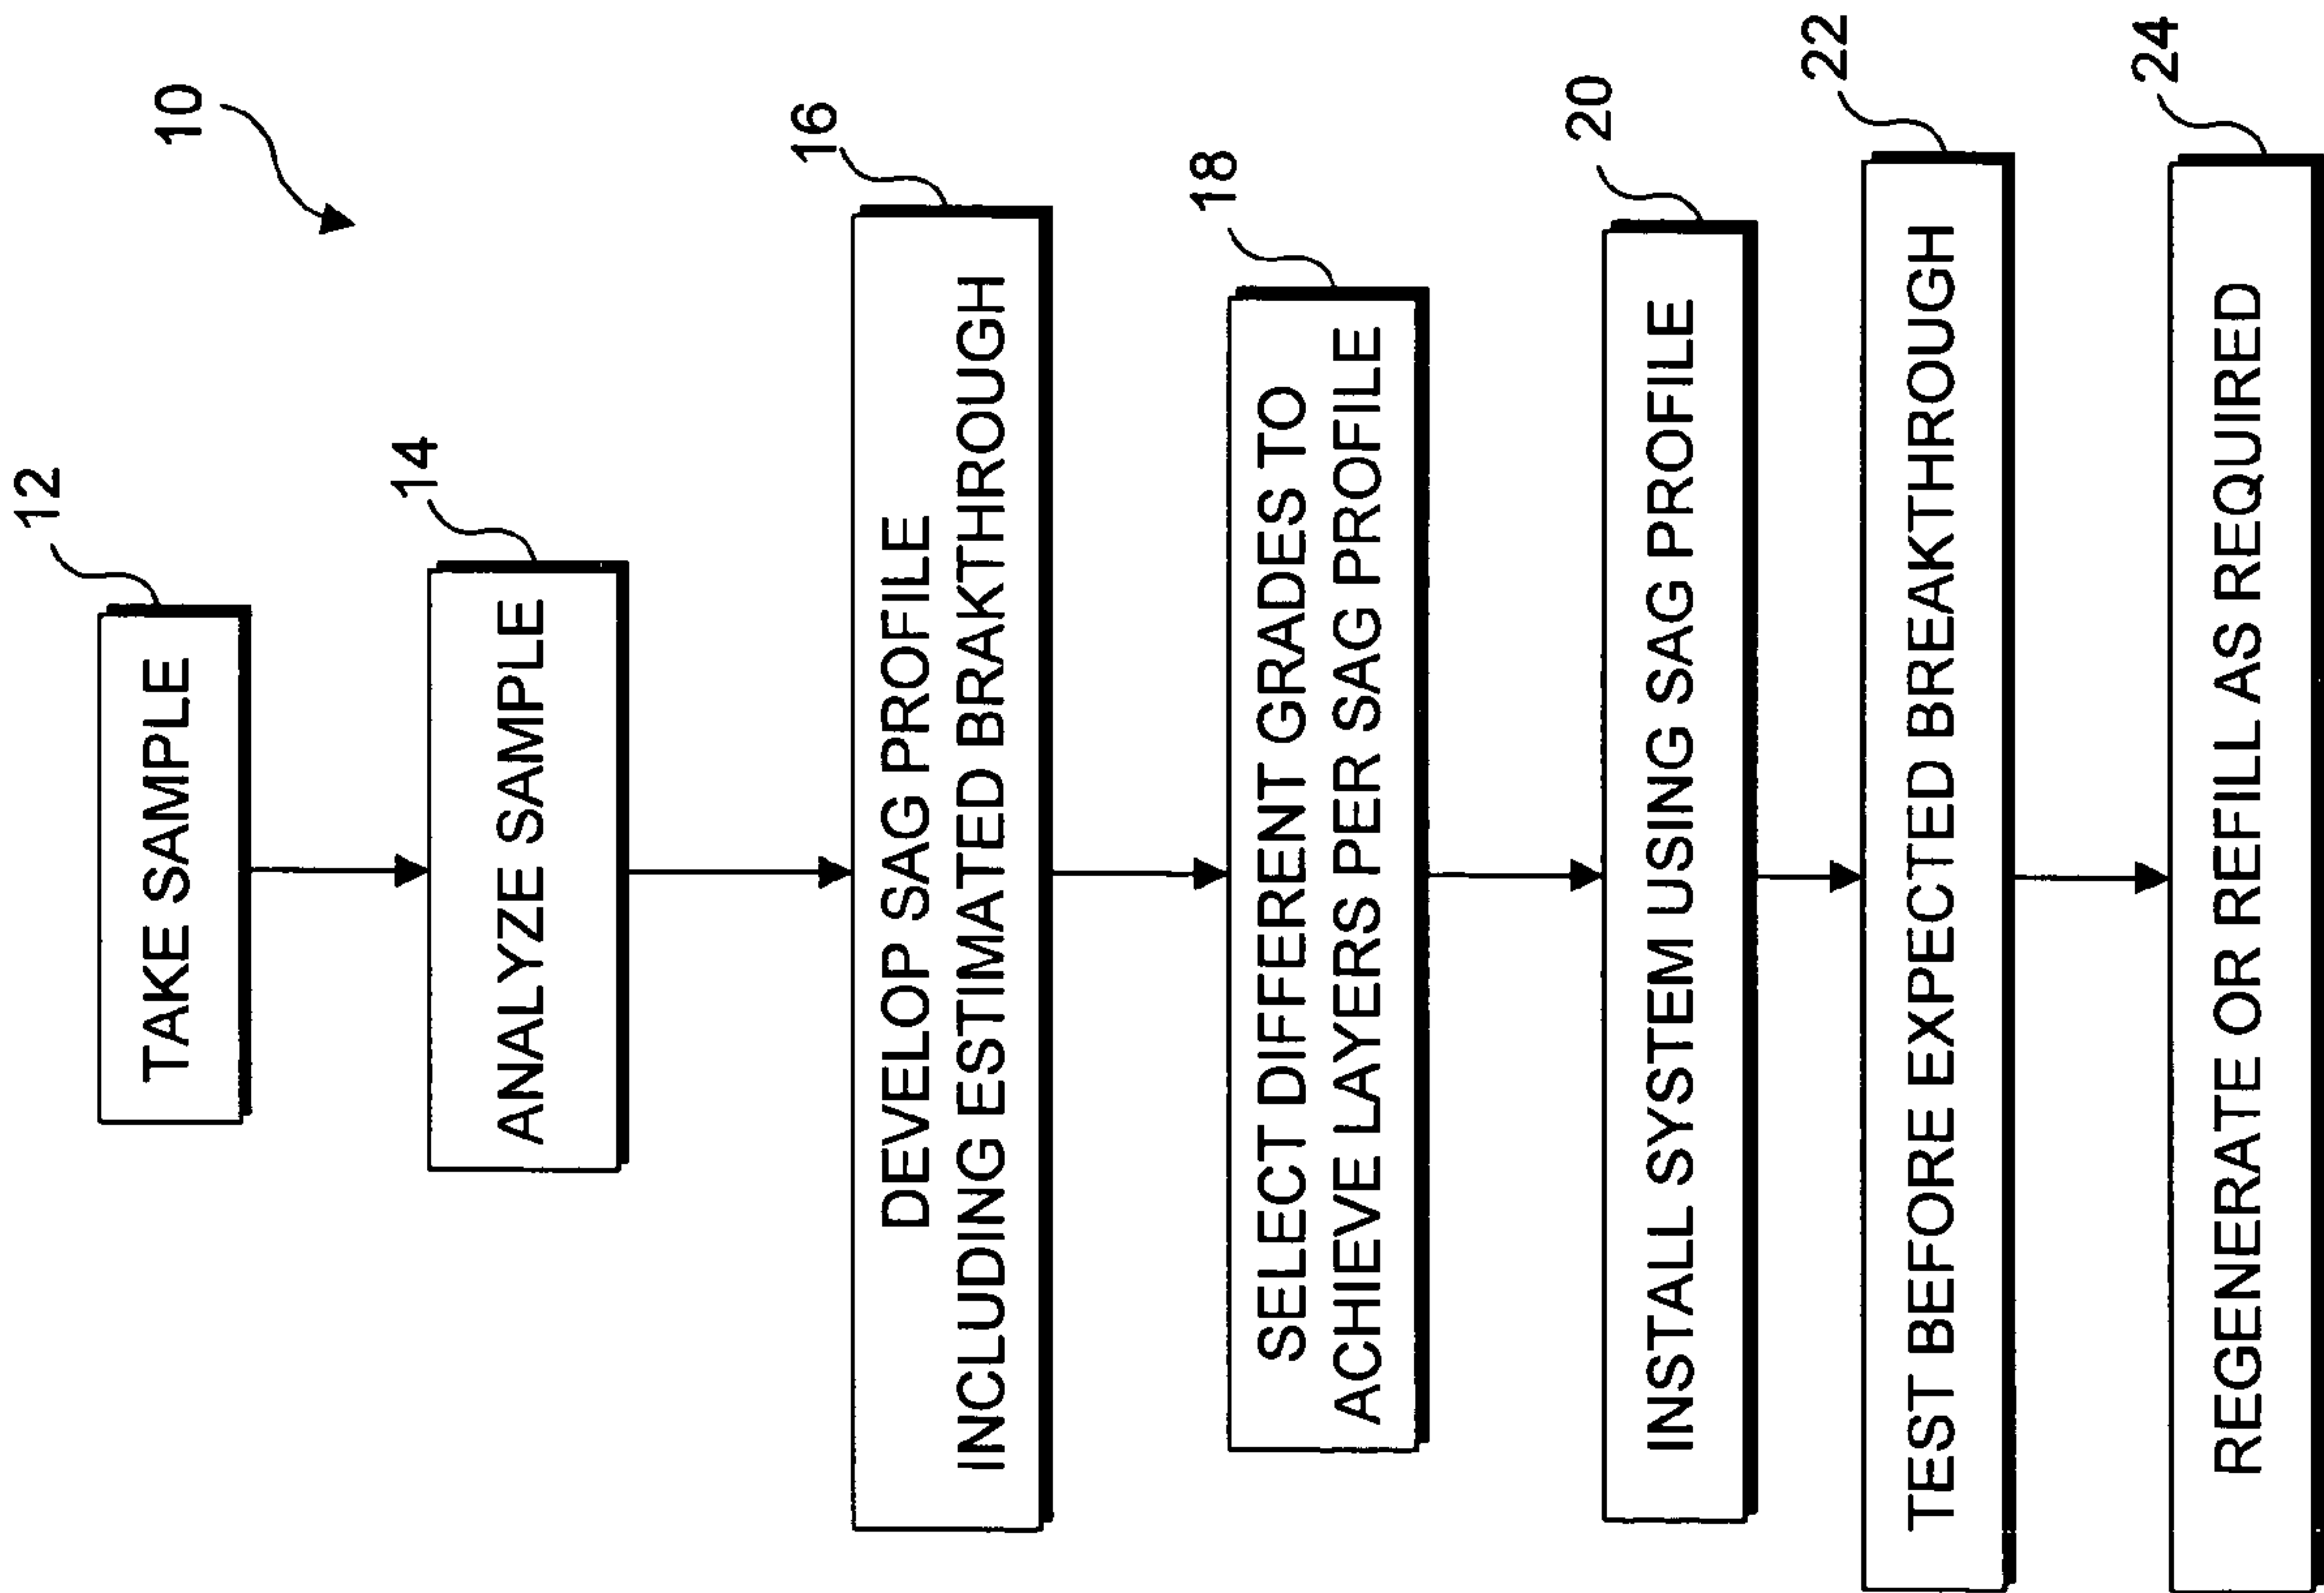 10
12
TAKE SAMPLE
14
ANALYZE SAMPLE
16
DEVELOP SAG PROFILE
INCLUDING ESTIMATED BRAKTHROUGH
18
SELECT DIFFERENT GRADES TO
ACHIEVE LAYERS PER SAG PROFILE
20
INSTALL SYSTEM USING SAG PROFILE
22
TEST BEFORE EXPECTED BREAKTHROUGH
24
REGENERATE OR REFILL AS REQUIRED